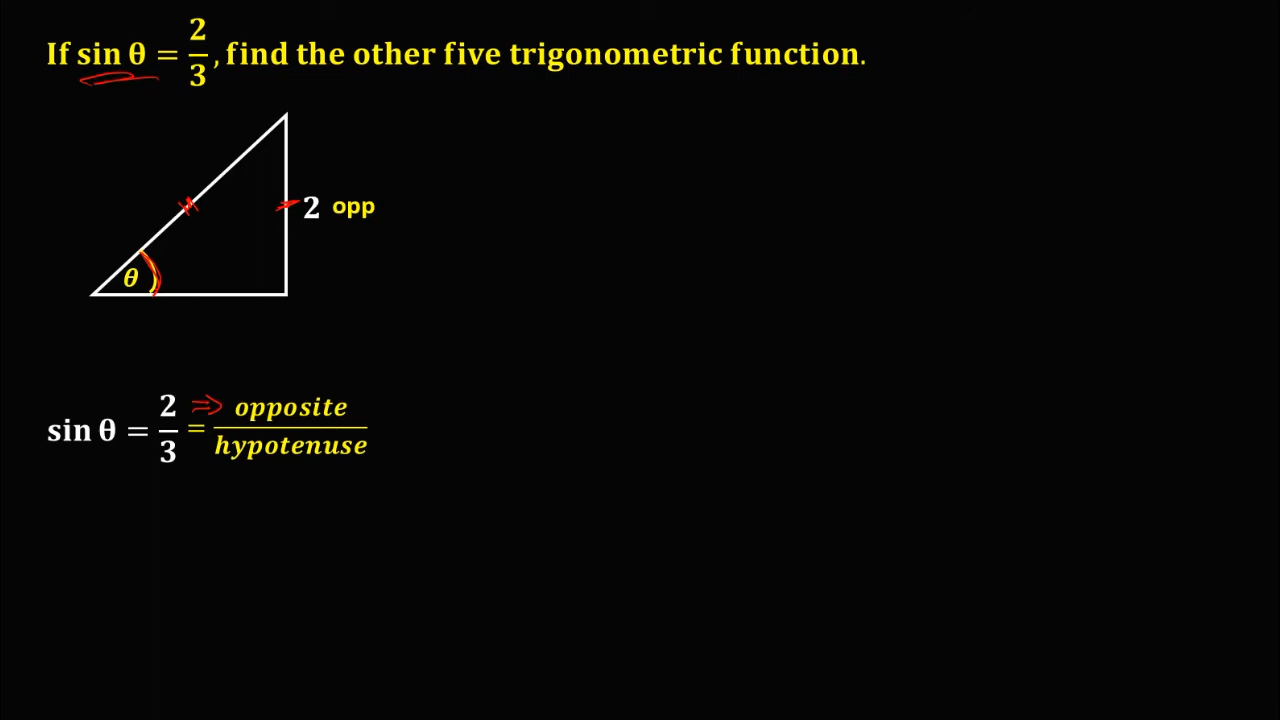 If sin θ = 2/3, find the other five trigonometric function.
2 opp
θ
sin θ = 2/3 ⇒ = opposite/hypotenuse